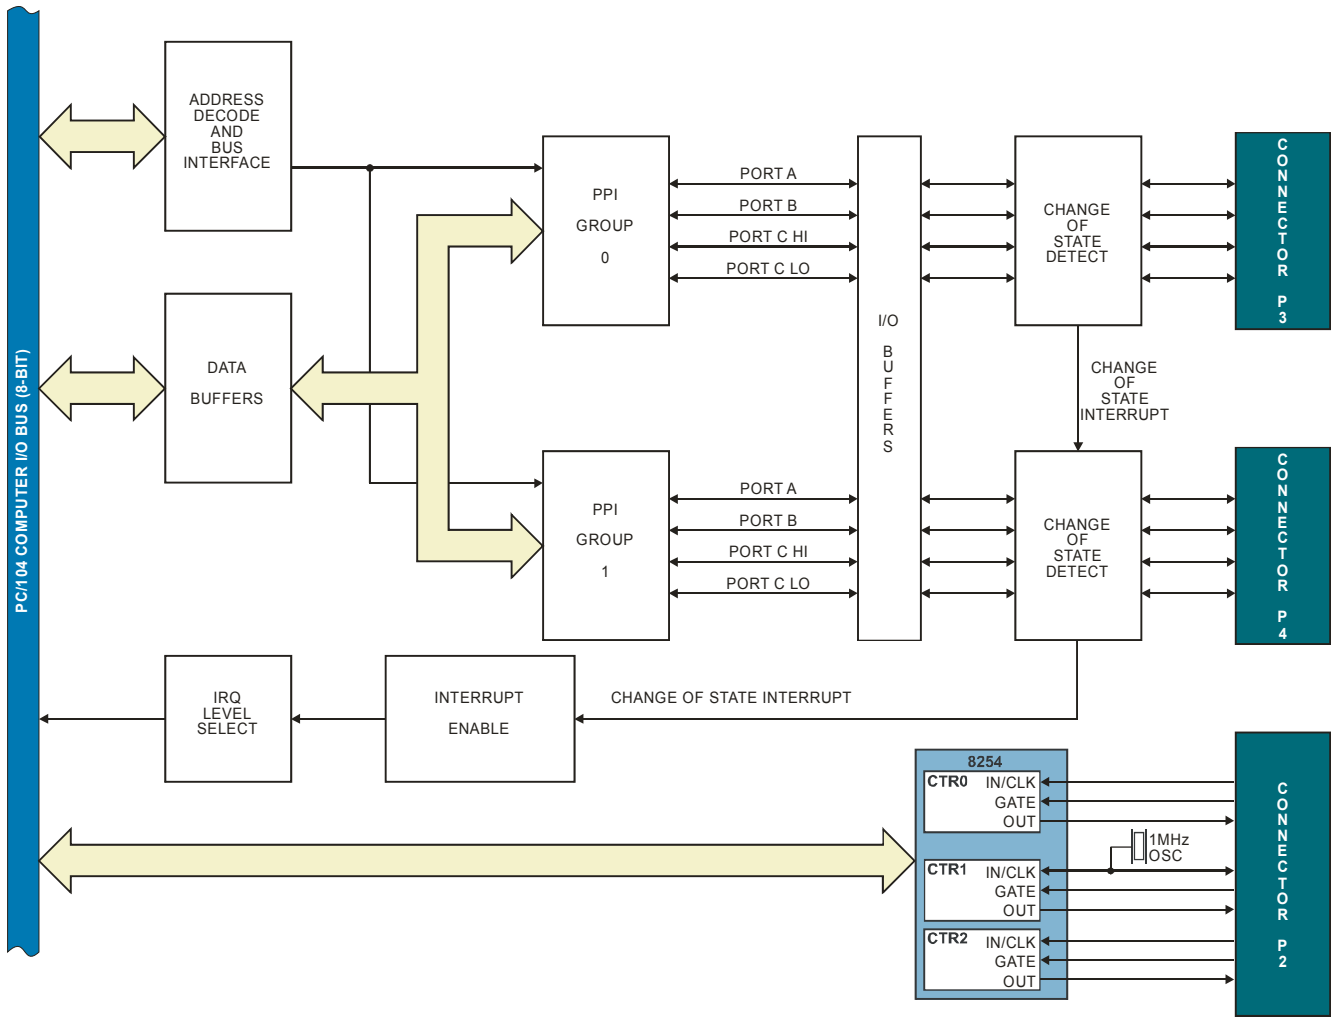 PC/104 COMPUTER I/O BUS (8-BIT)
ADDRESS
DECODE
AND
BUS
INTERFACE
DATA
BUFFERS
PPI
GROUP
0
PORT A
PORT B
PORT C HI
PORT C LO
PPI
GROUP
1
PORT A
PORT B
PORT C HI
PORT C LO
I/O
BUFFERS
CHANGE
OF
STATE
DETECT
CONNECTOR P3
CHANGE
OF
STATE
INTERRUPT
CHANGE
OF
STATE
DETECT
CONNECTOR P4
IRQ
LEVEL
SELECT
INTERRUPT
ENABLE
CHANGE OF STATE INTERRUPT
8254
CTR0 IN/CLK
GATE
OUT
1MHz
OSC
CTR1 IN/CLK
GATE
OUT
CTR2 IN/CLK
GATE
OUT
CONNECTOR P2